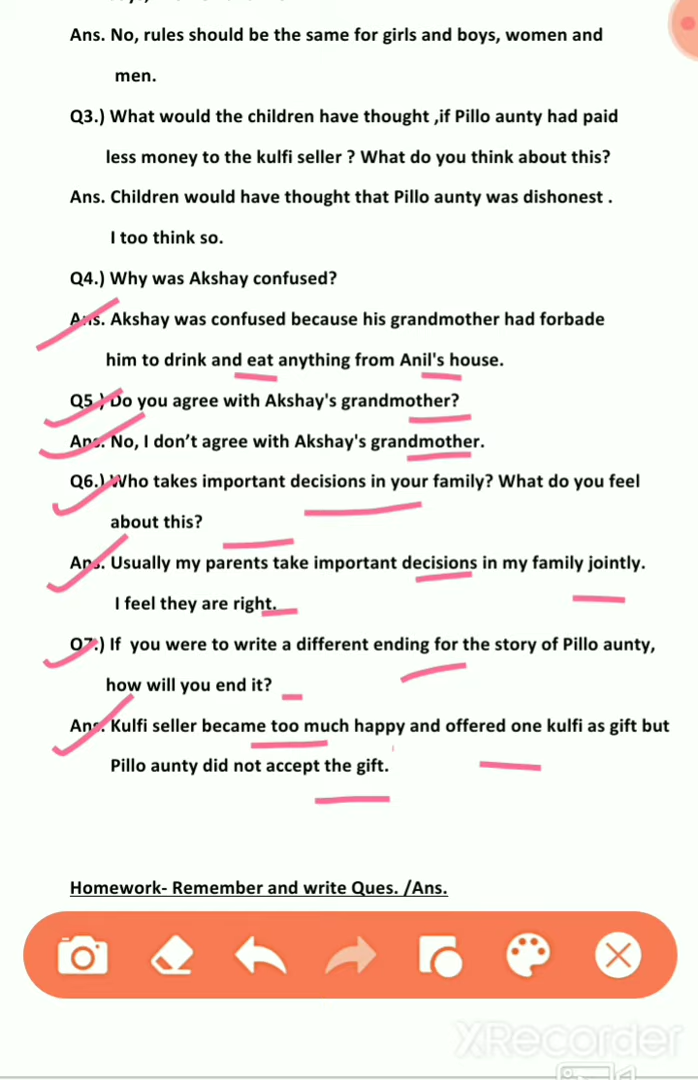 Ans. No, rules should be the same for girls and boys, women and
men.
Q3.) What would the children have thought ,if Pillo aunty had paid
less money to the kulfi seller ? What do you think about this?
Ans. Children would have thought that Pillo aunty was dishonest .
I too think so.
Q4.) Why was Akshay confused?
Ans. Akshay was confused because his grandmother had forbade
him to drink and eat anything from Anil's house.
Q5.) Do you agree with Akshay's grandmother?
Ans. No, I don’t agree with Akshay's grandmother.
Q6.) Who takes important decisions in your family? What do you feel
about this?
Ans. Usually my parents take important decisions in my family jointly.
I feel they are right.
Q7.) If you were to write a different ending for the story of Pillo aunty,
how will you end it?
Ans. Kulfi seller became too much happy and offered one kulfi as gift but
Pillo aunty did not accept the gift.
Homework- Remember and write Ques. /Ans.
XRecorder